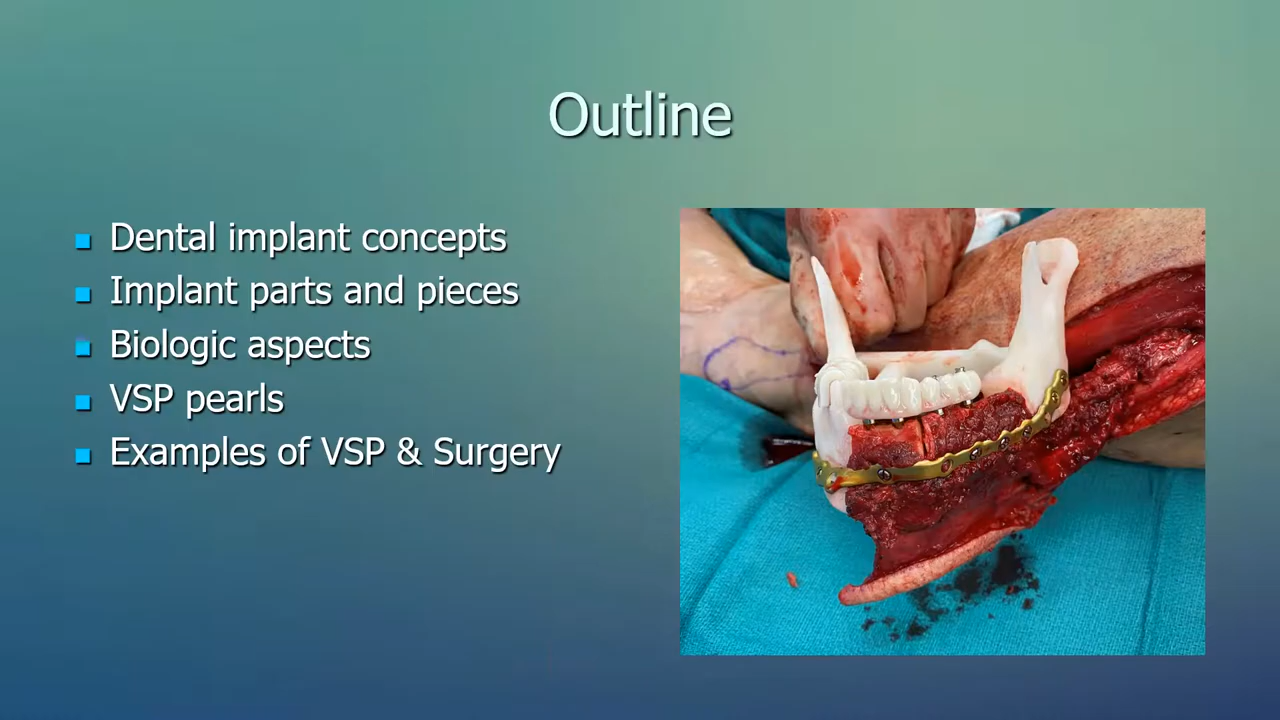 Outline
Dental implant concepts
Implant parts and pieces
Biologic aspects
VSP pearls
Examples of VSP & Surgery